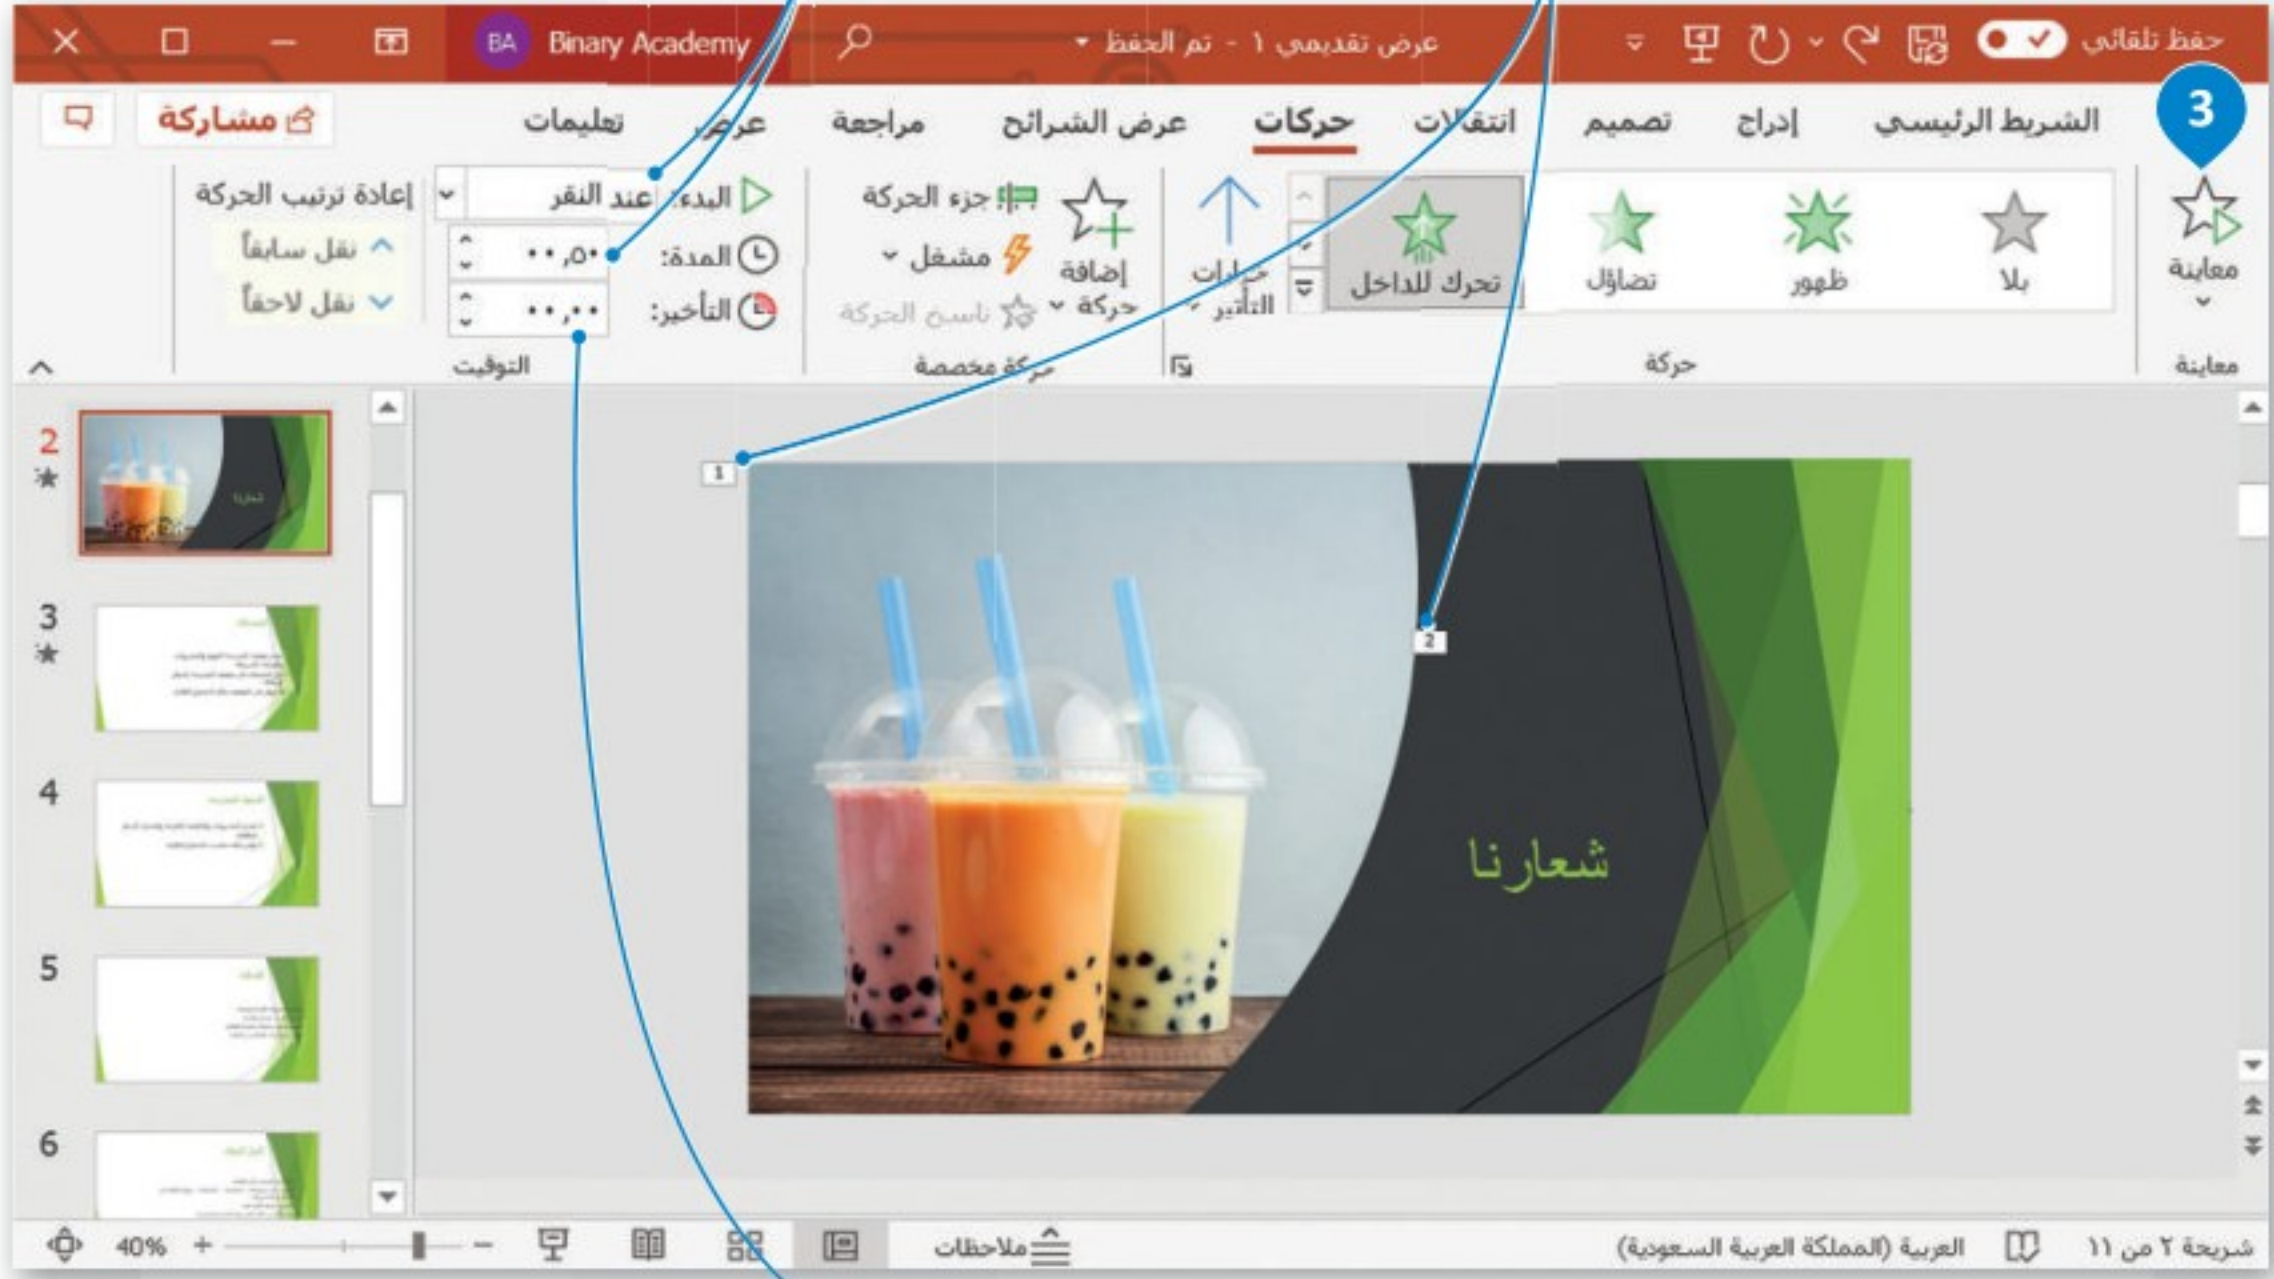 حفظ تلقائي
عرض تقديمي ١ - تم الحفظ
Binary Academy
BA
3
الشريط الرئيسي
إدراج
تصميم
انتقالات
حركات
عرض الشرائح
مراجعة
عرض
تعليمات
مشاركة
معاينة
بلا
ظهور
تضاؤل
تحرك للداخل
خيارات
التأثير
إضافة
حركة
جزء الحركة
مشغل
ناسخ الحركة
البدء: عند النقر
المدة: ٠٠,٥٠
التأخير: ٠٠,٠٠
إعادة ترتيب الحركة
نقل سابقاً
نقل لاحقاً
معاينة
حركة
حركة مخصصة
التوقيت
1
2
شعارنا
2
شعارنا
3
4
5
6
شريحة ٢ من ١١
العربية (المملكة العربية السعودية)
ملاحظات
40%